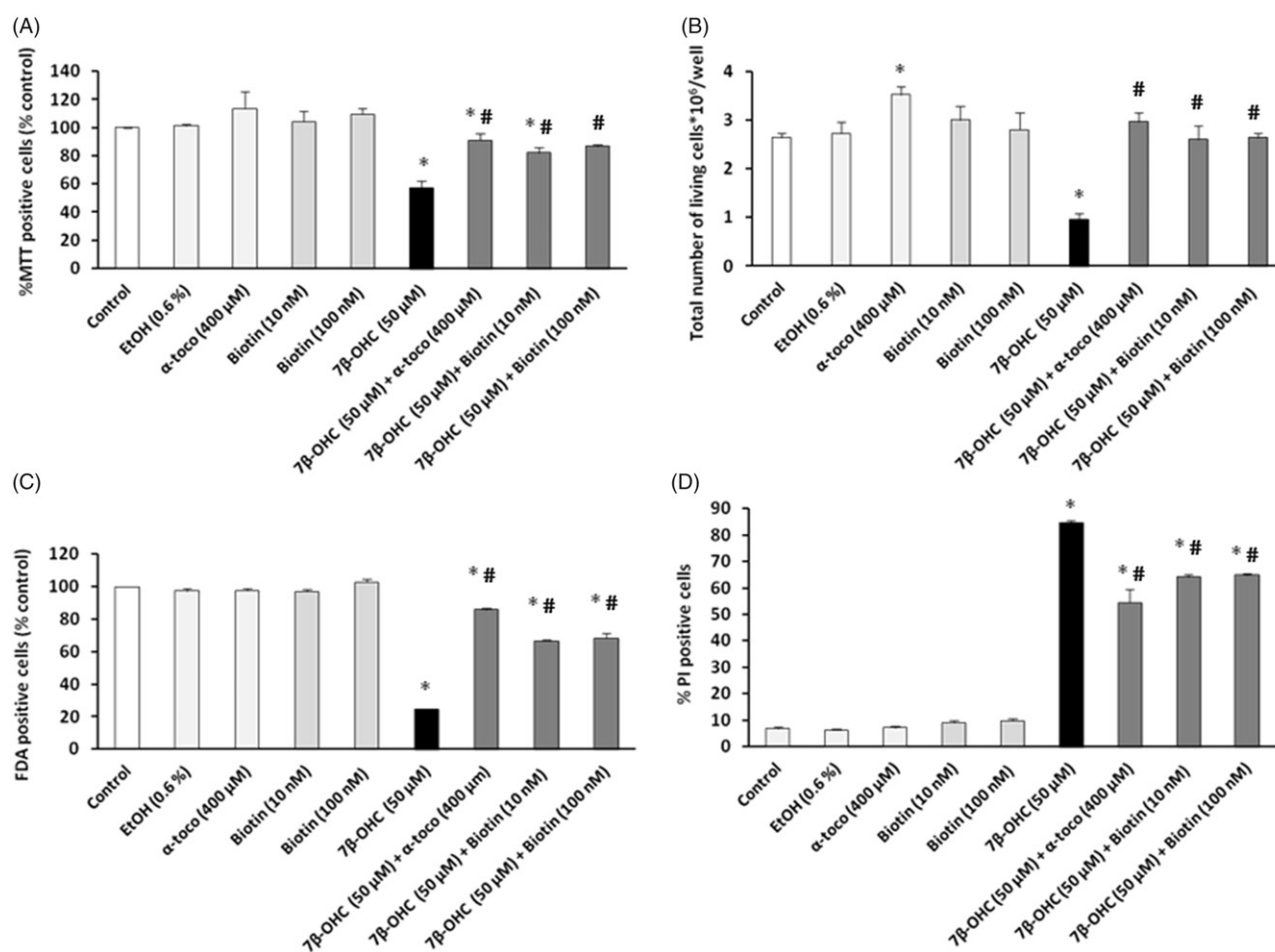 (A)
%MTT positive cells (% control)
140
120
100
80
60
40
20
0
*
* #
* #
#
Control
EtOH (0.6 %)
α-toco (400 µM)
Biotin (10 nM)
Biotin (100 nM)
7β-OHC (50 µM)
7β-OHC (50 µM) + α-toco (400 µM)
7β-OHC (50 µM)+ Biotin (10 nM)
7β-OHC (50 µM) + Biotin (100 nM)
(B)
Total number of living cells*10⁶/well
4
3
2
1
0
*
*
#
#
#
Control
EtOH (0.6 %)
α-toco (400 µM)
Biotin (10 nM)
Biotin (100 nM)
7β-OHC (50 µM)
7β-OHC (50 µM) + α-toco (400 µM)
7β-OHC (50 µM) + Biotin (10 nM)
7β-OHC (50 µM) + Biotin (100 nM)
(C)
FDA positive cells (% control)
120
100
80
60
40
20
0
*
* #
* #
* #
Control
EtOH (0.6 %)
α-toco (400 µM)
Biotin (10 nM)
Biotin (100 nM)
7β-OHC (50 µM)
7β-OHC (50 µM) + α-toco (400 µm)
7β-OHC (50 µM) + Biotin (10 nM)
7β-OHC (50 µM) + Biotin (100 nM)
(D)
% PI positive cells
90
80
70
60
50
40
30
20
10
0
*
* #
* #
* #
Control
EtOH (0.6 %)
α-toco (400 µM)
Biotin (10 nM)
Biotin (100 nM)
7β-OHC (50 µM)
7β-OHC (50 µM) + α-toco (400 µM)
7β-OHC (50 µM) + Biotin (10 nM)
7β-OHC (50 µM) + Biotin (100 nM)